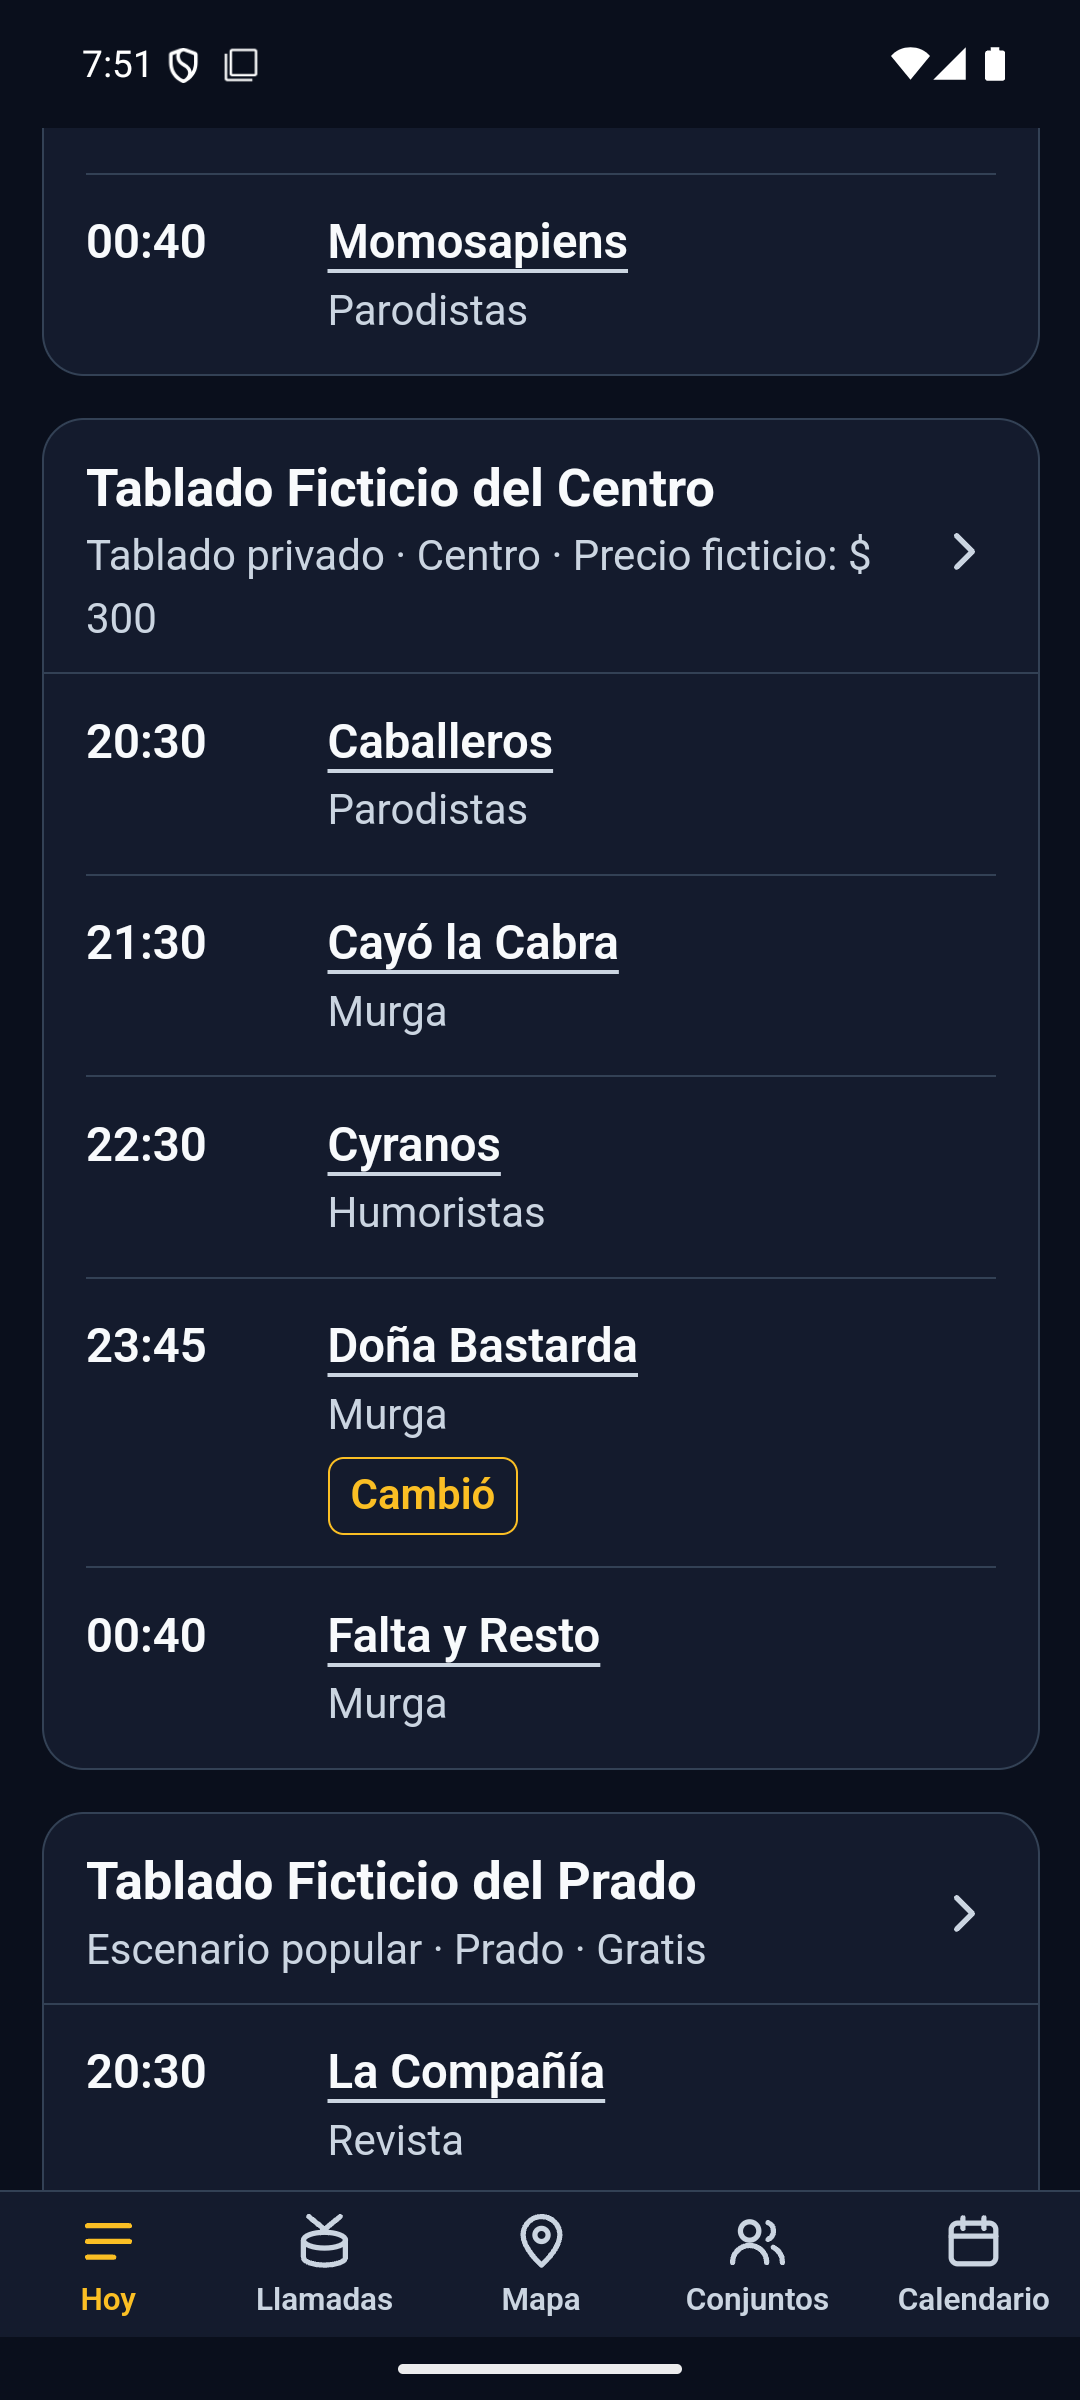 7:51
00:40
Momosapiens
Parodistas
Tablado Ficticio del Centro
Tablado privado · Centro · Precio ficticio: $
300
20:30
Caballeros
Parodistas
21:30
Cayó la Cabra
Murga
22:30
Cyranos
Humoristas
23:45
Doña Bastarda
Murga
Cambió
00:40
Falta y Resto
Murga
Tablado Ficticio del Prado
Escenario popular · Prado · Gratis
20:30
La Compañía
Revista
Hoy
Llamadas
Mapa
Conjuntos
Calendario